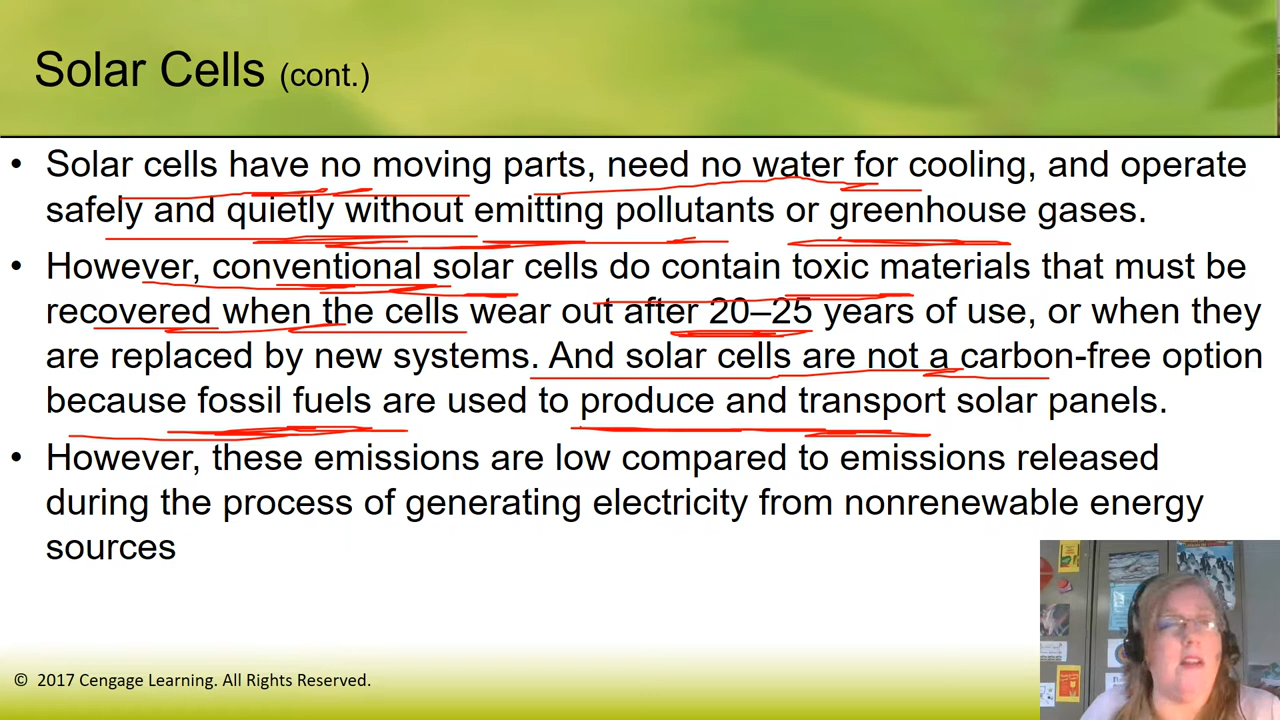 Solar Cells (cont.)
• Solar cells have no moving parts, need no water for cooling, and operate
safely and quietly without emitting pollutants or greenhouse gases.
• However, conventional solar cells do contain toxic materials that must be
recovered when the cells wear out after 20–25 years of use, or when they
are replaced by new systems. And solar cells are not a carbon-free option
because fossil fuels are used to produce and transport solar panels.
• However, these emissions are low compared to emissions released
during the process of generating electricity from nonrenewable energy
sources
© 2017 Cengage Learning. All Rights Reserved.